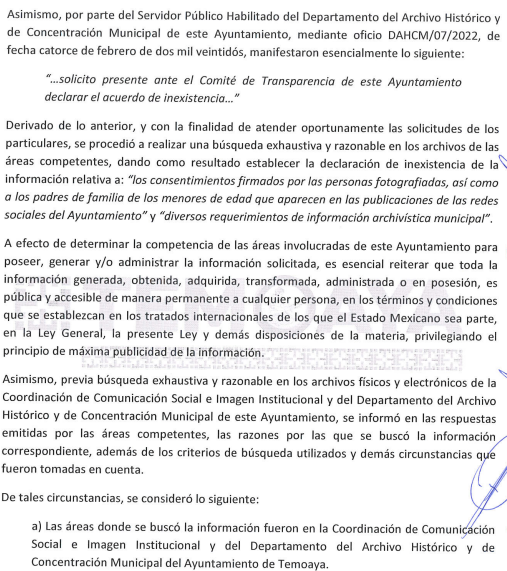 Asimismo, por parte del Servidor Público Habilitado del Departamento del Archivo Histórico y
de Concentración Municipal de este Ayuntamiento, mediante oficio DAHCM/07/2022, de
fecha catorce de febrero de dos mil veintidós, manifestaron esencialmente lo siguiente:
“…solicito presente ante el Comité de Transparencia de este Ayuntamiento
declarar el acuerdo de inexistencia…”
Derivado de lo anterior, y con la finalidad de atender oportunamente las solicitudes de los
particulares, se procedió a realizar una búsqueda exhaustiva y razonable en los archivos de las
áreas competentes, dando como resultado establecer la declaración de inexistencia de la
información relativa a: “los consentimientos firmados por las personas fotografiadas, así como
a los padres de familia de los menores de edad que aparecen en las publicaciones de las redes
sociales del Ayuntamiento” y “diversos requerimientos de información archivística municipal”.
A efecto de determinar la competencia de las áreas involucradas de este Ayuntamiento para
poseer, generar y/o administrar la información solicitada, es esencial reiterar que toda la
información generada, obtenida, adquirida, transformada, administrada o en posesión, es
pública y accesible de manera permanente a cualquier persona, en los términos y condiciones
que se establezcan en los tratados internacionales de los que el Estado Mexicano sea parte,
en la Ley General, la presente Ley y demás disposiciones de la materia, privilegiando el
principio de máxima publicidad de la información.
TEMOAYA
Asimismo, previa búsqueda exhaustiva y razonable en los archivos físicos y electrónicos de la
Coordinación de Comunicación Social e Imagen Institucional y del Departamento del Archivo
Histórico y de Concentración Municipal de este Ayuntamiento, se informó en las respuestas
emitidas por las áreas competentes, las razones por las que se buscó la información
correspondiente, además de los criterios de búsqueda utilizados y demás circunstancias que
fueron tomadas en cuenta.
De tales circunstancias, se consideró lo siguiente:
a) Las áreas donde se buscó la información fueron en la Coordinación de Comunicación
Social e Imagen Institucional y del Departamento del Archivo Histórico y de
Concentración Municipal del Ayuntamiento de Temoaya.